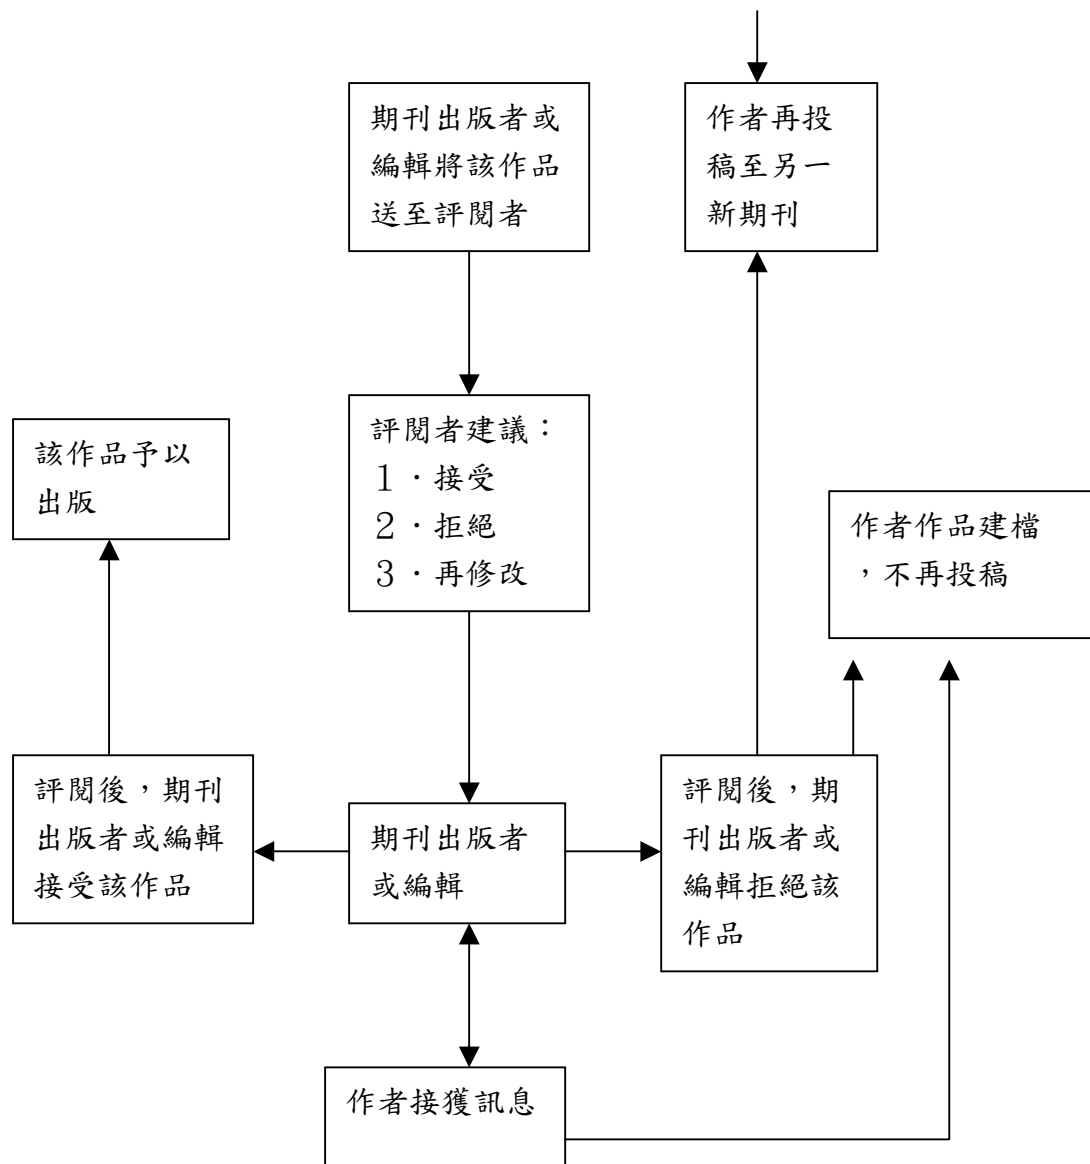 期刊出版者或
編輯將該作品
送至評閱者
作者再投
稿至另一
新期刊
評閱者建議：
１．接受
２．拒絕
３．再修改
該作品予以
出版
作者作品建檔
，不再投稿
評閱後，期刊
出版者或編輯
接受該作品
期刊出版者
或編輯
評閱後，期
刊出版者或
編輯拒絕該
作品
作者接獲訊息